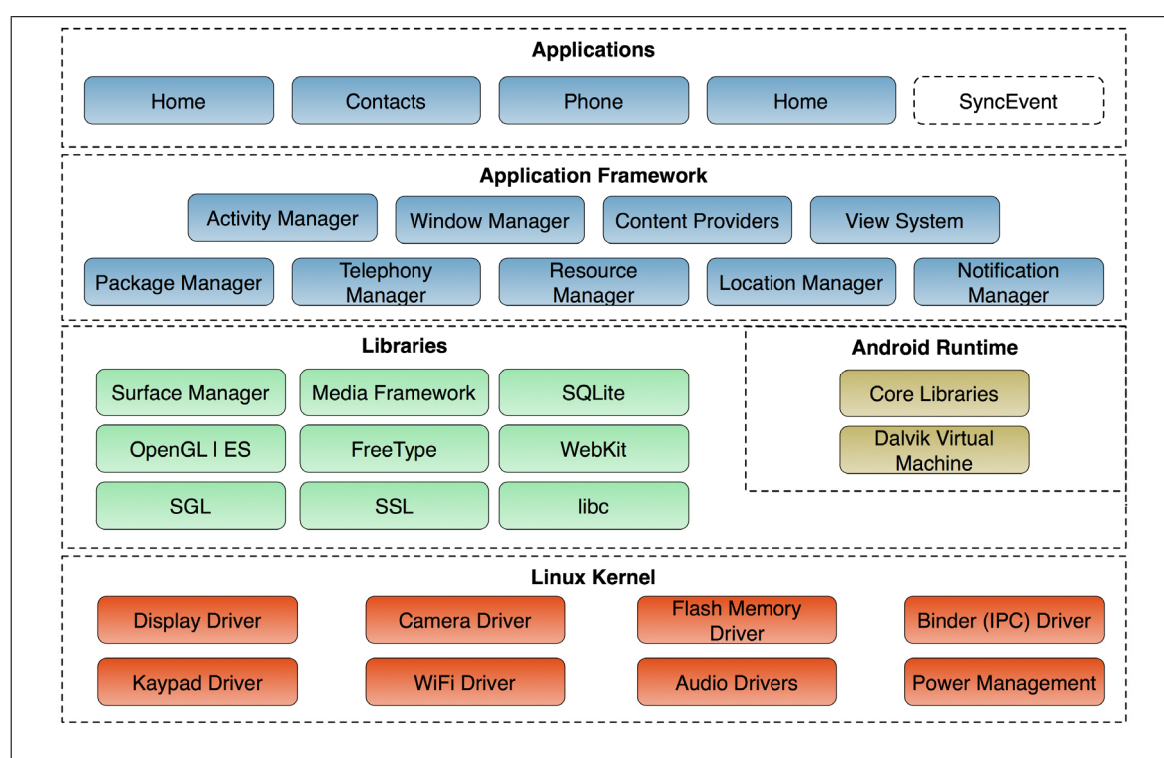 Applications
Home
Contacts
Phone
Home
SyncEvent
Application Framework
Activity Manager
Window Manager
Content Providers
View System
Package Manager
Telephony
Manager
Resource
Manager
Location Manager
Notification
Manager
Libraries
Surface Manager
Media Framework
SQLite
OpenGL | ES
FreeType
WebKit
SGL
SSL
libc
Android Runtime
Core Libraries
Dalvik Virtual
Machine
Linux Kernel
Display Driver
Camera Driver
Flash Memory
Driver
Binder (IPC) Driver
Kaypad Driver
WiFi Driver
Audio Drivers
Power Management